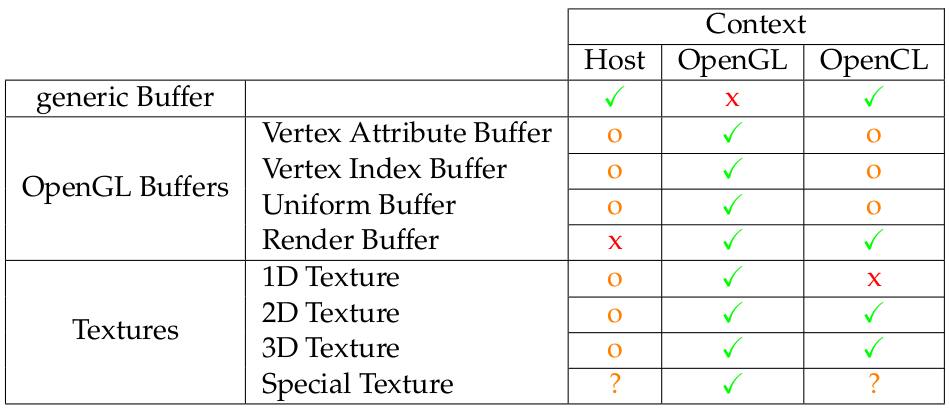 Context
Host OpenGL OpenCL
generic Buffer ✓ x ✓
Vertex Attribute Buffer o ✓ o
Vertex Index Buffer o ✓ o
OpenGL Buffers
Uniform Buffer o ✓ o
Render Buffer x ✓ ✓
1D Texture o ✓ x
2D Texture o ✓ ✓
Textures
3D Texture o ✓ ✓
Special Texture ? ✓ ?